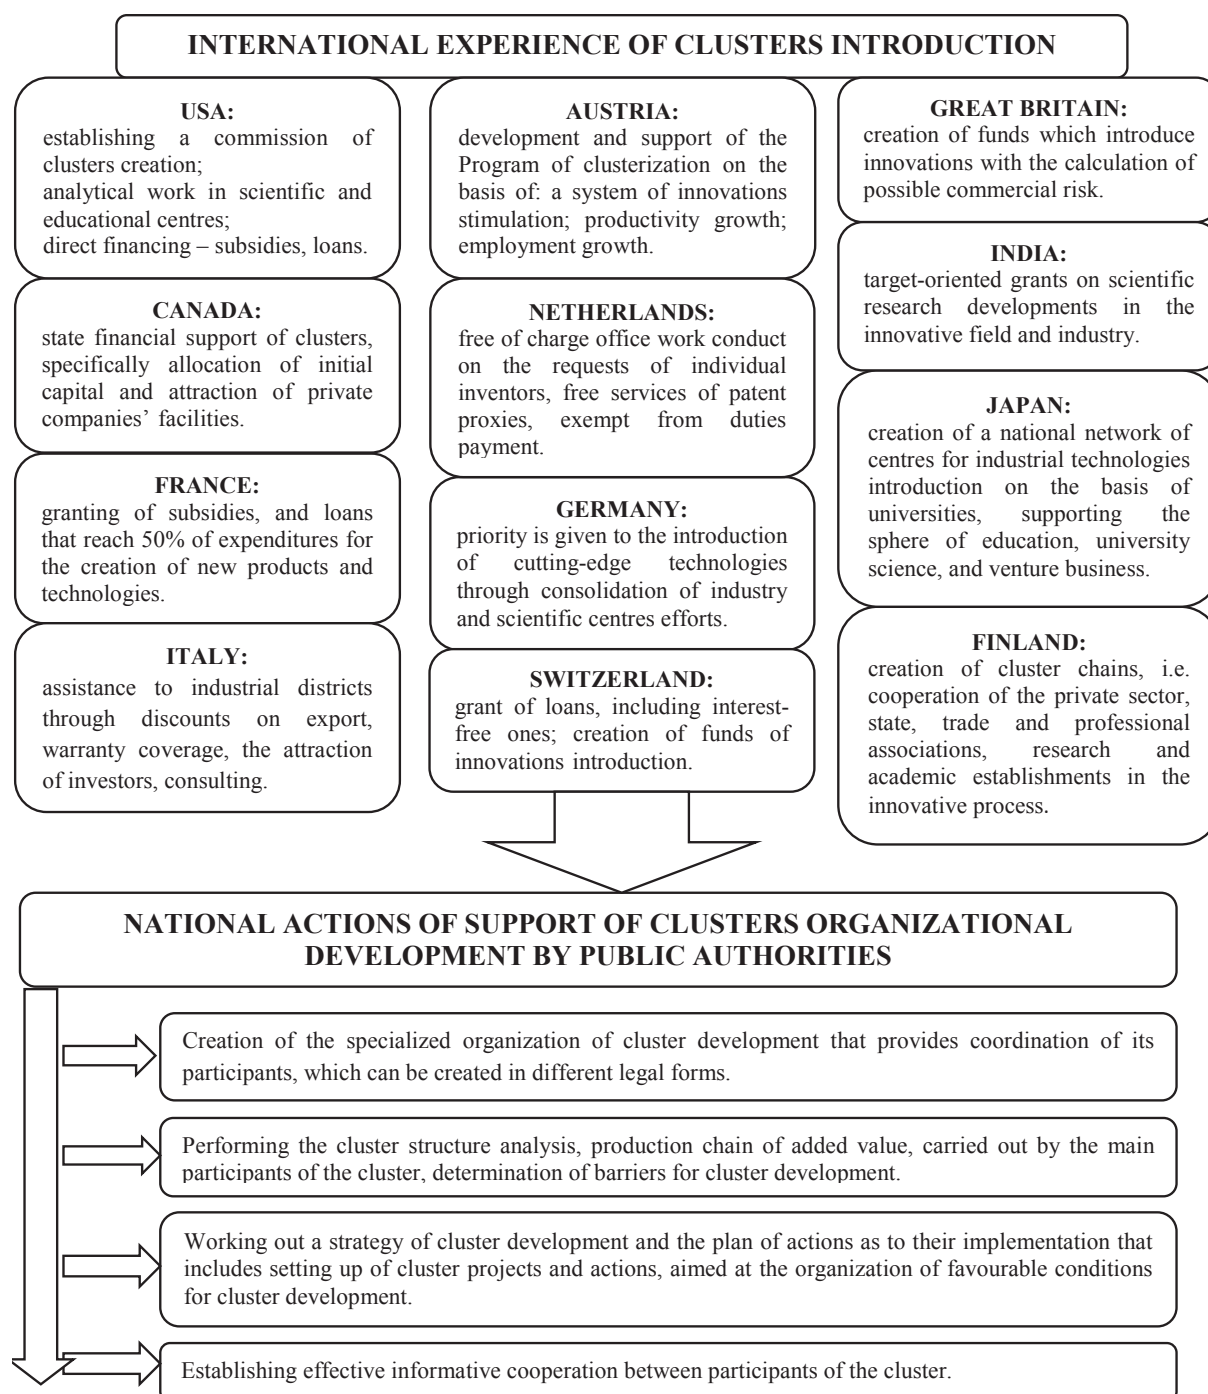 INTERNATIONAL EXPERIENCE OF CLUSTERS INTRODUCTION
USA:
establishing a commission of
clusters creation;
analytical work in scientific and
educational centres;
direct financing – subsidies, loans.
CANADA:
state financial support of clusters,
specifically allocation of initial
capital and attraction of private
companies’ facilities.
FRANCE:
granting of subsidies, and loans
that reach 50% of expenditures for
the creation of new products and
technologies.
ITALY:
assistance to industrial districts
through discounts on export,
warranty coverage, the attraction
of investors, consulting.
AUSTRIA:
development and support of the
Program of clusterization on the
basis of: a system of innovations
stimulation; productivity growth;
employment growth.
NETHERLANDS:
free of charge office work conduct
on the requests of individual
inventors, free services of patent
proxies, exempt from duties
payment.
GERMANY:
priority is given to the introduction
of cutting-edge technologies
through consolidation of industry
and scientific centres efforts.
SWITZERLAND:
grant of loans, including interest-
free ones; creation of funds of
innovations introduction.
GREAT BRITAIN:
creation of funds which introduce
innovations with the calculation of
possible commercial risk.
INDIA:
target-oriented grants on scientific
research developments in the
innovative field and industry.
JAPAN:
creation of a national network of
centres for industrial technologies
introduction on the basis of
universities, supporting the
sphere of education, university
science, and venture business.
FINLAND:
creation of cluster chains, i.e.
cooperation of the private sector,
state, trade and professional
associations, research and
academic establishments in the
innovative process.
NATIONAL ACTIONS OF SUPPORT OF CLUSTERS ORGANIZATIONAL
DEVELOPMENT BY PUBLIC AUTHORITIES
Creation of the specialized organization of cluster development that provides coordination of its
participants, which can be created in different legal forms.
Performing the cluster structure analysis, production chain of added value, carried out by the main
participants of the cluster, determination of barriers for cluster development.
Working out a strategy of cluster development and the plan of actions as to their implementation that
includes setting up of cluster projects and actions, aimed at the organization of favourable conditions
for cluster development.
Establishing effective informative cooperation between participants of the cluster.